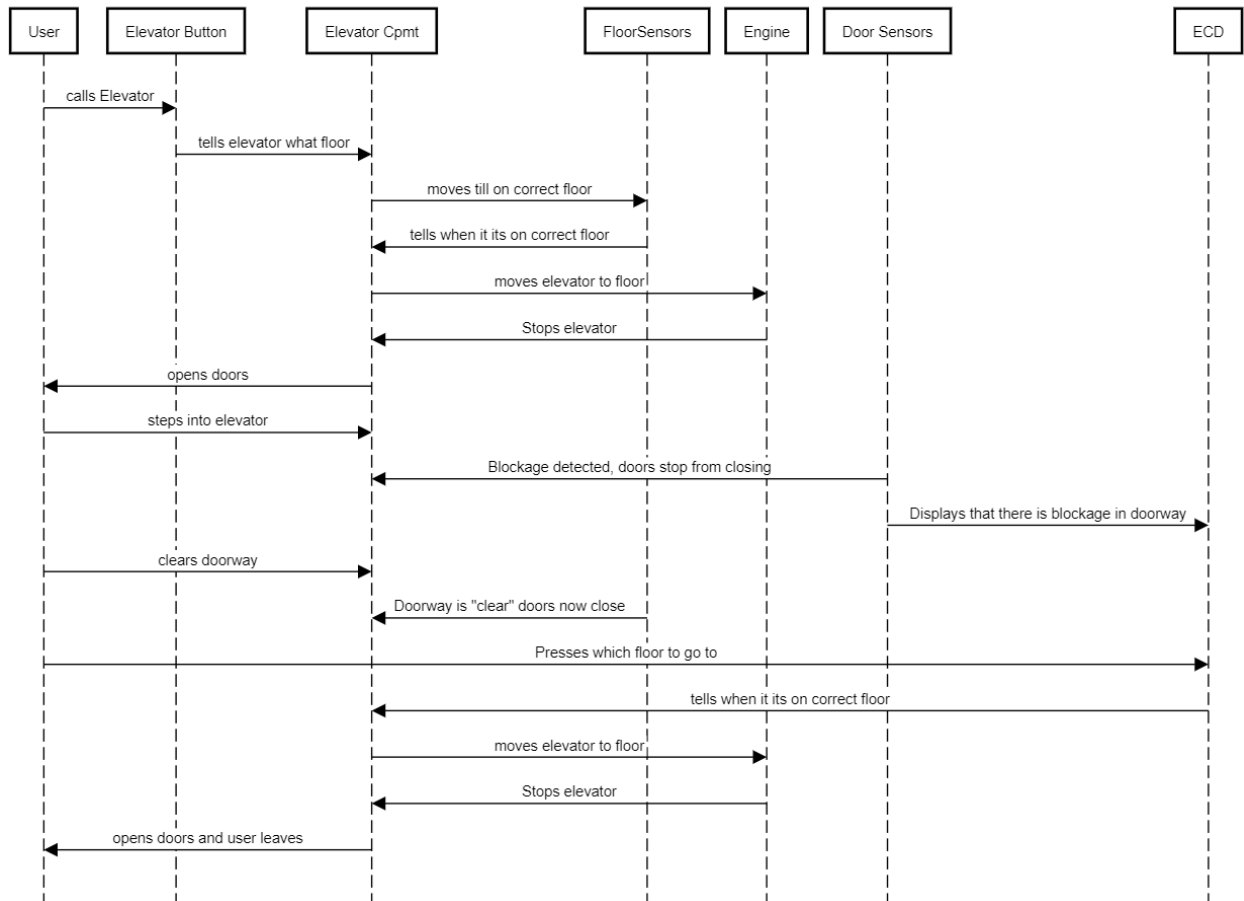 User
Elevator Button
Elevator Cpmt
FloorSensors
Engine
Door Sensors
ECD
calls Elevator
tells elevator what floor
moves till on correct floor
tells when it its on correct floor
moves elevator to floor
Stops elevator
opens doors
steps into elevator
Blockage detected, doors stop from closing
Displays that there is blockage in doorway
clears doorway
Doorway is "clear" doors now close
Presses which floor to go to
tells when it its on correct floor
moves elevator to floor
Stops elevator
opens doors and user leaves